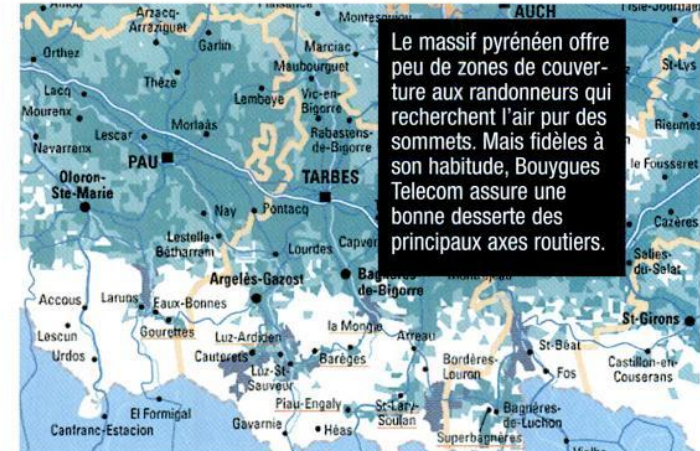 Arzacq-
Arraziguet
Garlin
Marciac
AUCH
Orthez
Maubourguet
Thèze
Lacq
Lembeye
Vic-en-
Bigorre
Mourenx
Morlaàs
Rabastens-
de-Bigorre
Lescar
Navarrenx
PAU
TARBES
Oloron-
Ste-Marie
Nay
Pontacq
Lestelle-
Bétharram
Lourdes
Le massif pyrénéen offre
peu de zones de couver-
ture aux randonneurs qui
recherchent l'air pur des
sommets. Mais fidèles à
son habitude, Bouygues
Telecom assure une
bonne desserte des
principaux axes routiers.
St-Lys
Rieumes
le Fousseret
Cazères
Salies-
du-Salat
Argelès-Gazost
Bagnères-
de-Bigorre
St-Girons
Accous
Laruns
Eaux-Bonnes
Gourettes
Luz-Ardiden
la Mongie
Lescun
Urdos
Cauterets
Luz-St-
Sauveur
Barèges
Arreau
Bordères-
Louron
St-Béat
Fos
Castillon-en-
Couserans
Piau-Engaly
St-Lary-
Soulan
Bagnères-
de-Luchon
El Formigal
Canfranc-Estacion
Gavarnie
Héas
Superbagnères